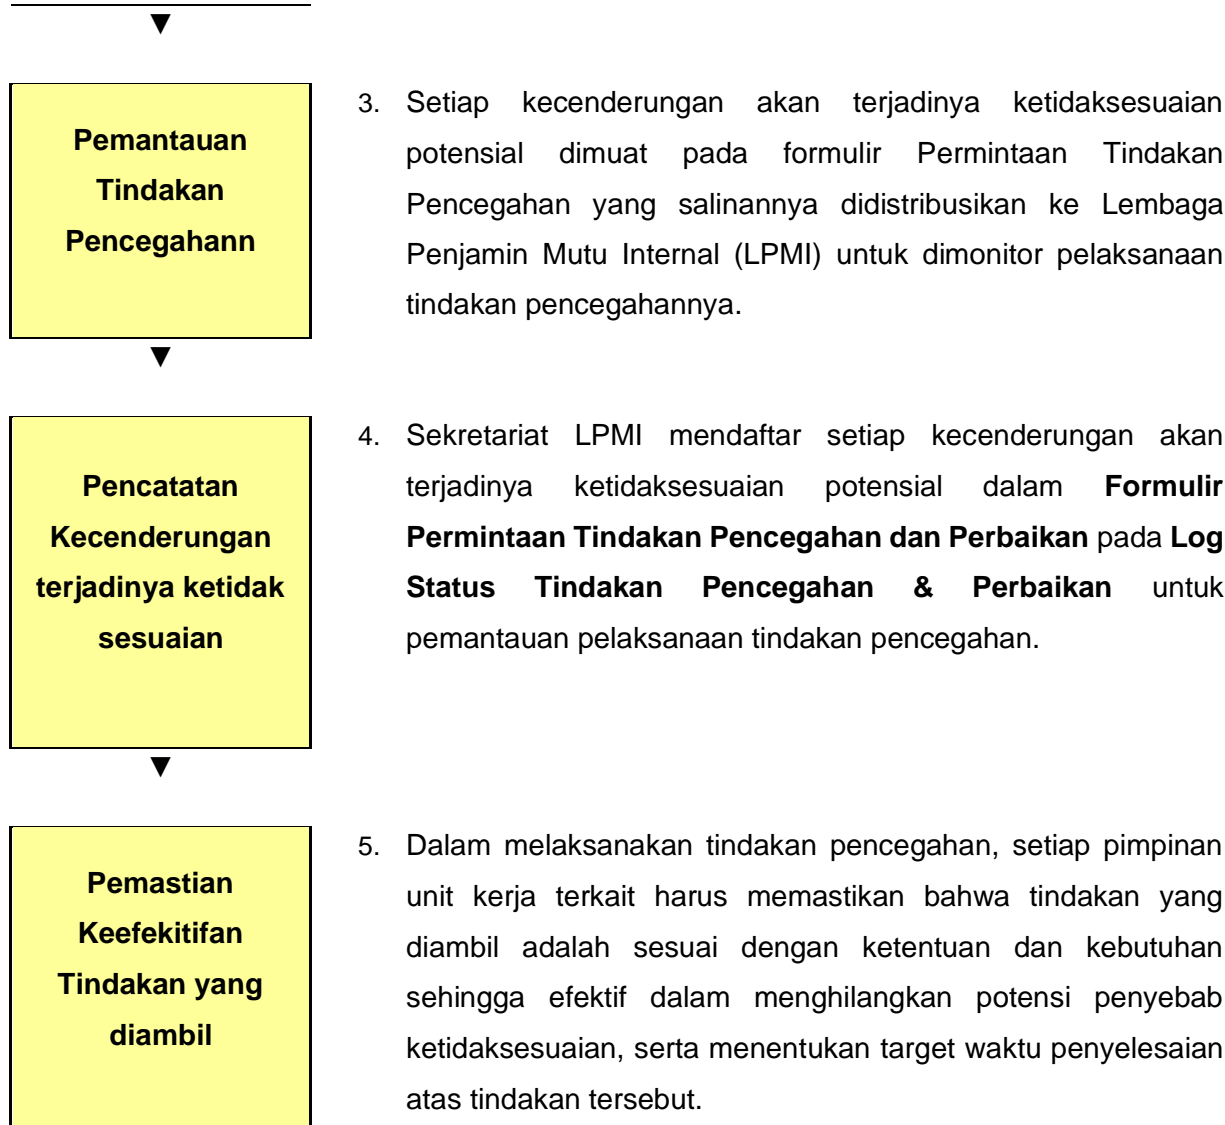 ▼
Pemantauan
Tindakan
Pencegahann
3. Setiap kecenderungan akan terjadinya ketidaksesuaian
potensial dimuat pada formulir Permintaan Tindakan
Pencegahan yang salinannya didistribusikan ke Lembaga
Penjamin Mutu Internal (LPMI) untuk dimonitor pelaksanaan
tindakan pencegahannya.
▼
Pencatatan
Kecenderungan
terjadinya ketidak
sesuaian
4. Sekretariat LPMI mendaftar setiap kecenderungan akan
terjadinya ketidaksesuaian potensial dalam Formulir
Permintaan Tindakan Pencegahan dan Perbaikan pada Log
Status Tindakan Pencegahan & Perbaikan untuk
pemantauan pelaksanaan tindakan pencegahan.
▼
Pemastian
Keefekitifan
Tindakan yang
diambil
5. Dalam melaksanakan tindakan pencegahan, setiap pimpinan
unit kerja terkait harus memastikan bahwa tindakan yang
diambil adalah sesuai dengan ketentuan dan kebutuhan
sehingga efektif dalam menghilangkan potensi penyebab
ketidaksesuaian, serta menentukan target waktu penyelesaian
atas tindakan tersebut.